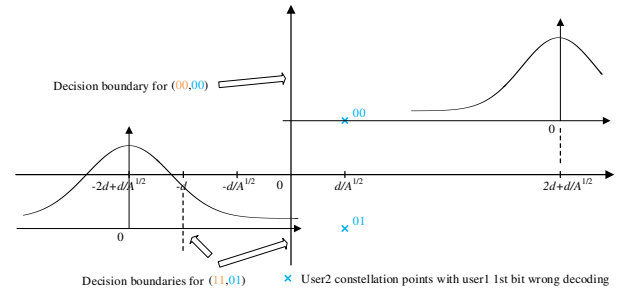 Decision boundary for (00,00)
00
0
-2d+d/A^1/2
-d
-d/A^1/2
0
d/A^1/2
2d+d/A^1/2
01
0
Decision boundaries for (11,01)
× User2 constellation points with user1 1st bit wrong decoding